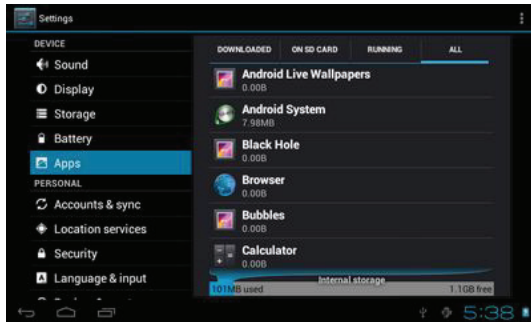 Settings
DEVICE
Sound
Display
Storage
Battery
Apps
PERSONAL
Accounts & sync
Location services
Security
Language & input
DOWNLOADED ON SD CARD RUNNING ALL
Android Live Wallpapers
0.00B
Android System
7.98MB
Black Hole
0.00B
Browser
0.00B
Bubbles
0.00B
Calculator
0.00B
Internal storage
101MB used 1.1GB free
5:38